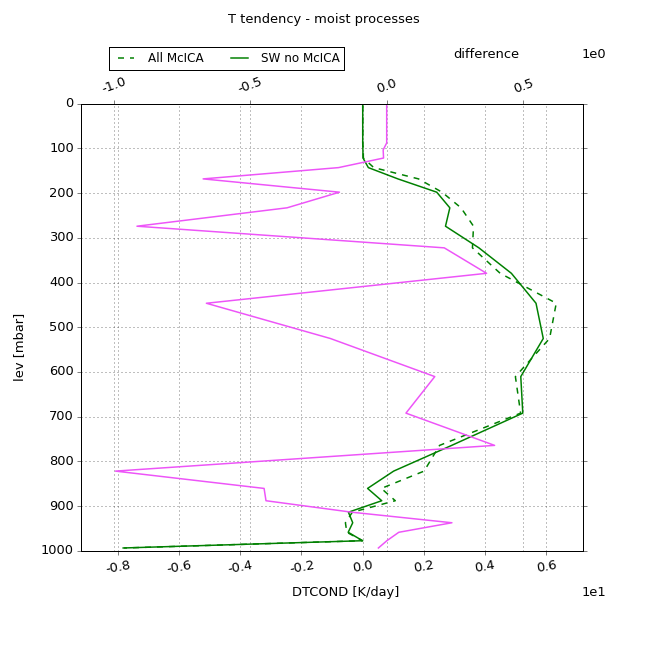 T tendency - moist processes
All McICA SW no McICA
difference 1e0
-1.0 -0.5 0.0 0.5
0
100
200
300
400
500
600
700
800
900
1000
lev [mbar]
-0.8 -0.6 -0.4 -0.2 0.0 0.2 0.4 0.6
DTCOND [K/day] 1e1